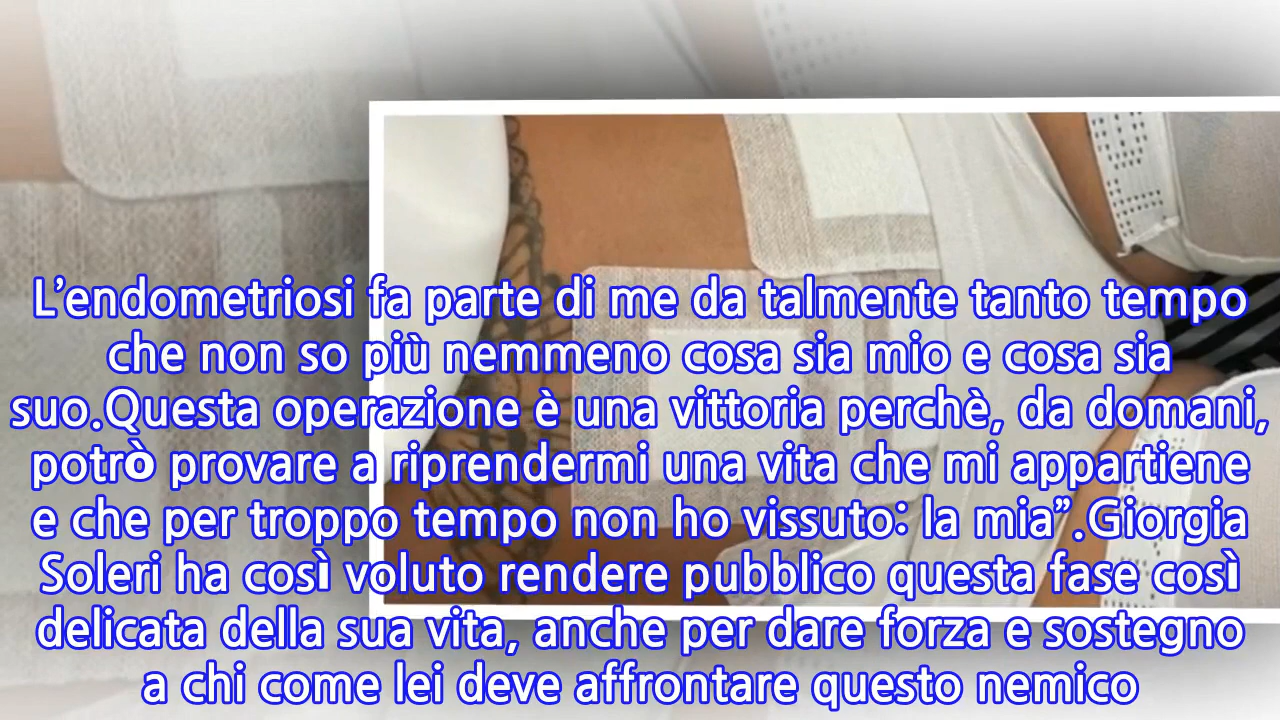 L’endometriosi fa parte di me da talmente tanto tempo
che non so più nemmeno cosa sia mio e cosa sia
suo.Questa operazione è una vittoria perchè, da domani,
potrò provare a riprendermi una vita che mi appartiene
e che per troppo tempo non ho vissuto: la mia”.Giorgia
Soleri ha così voluto rendere pubblico questa fase così
delicata della sua vita, anche per dare forza e sostegno
a chi come lei deve affrontare questo nemico